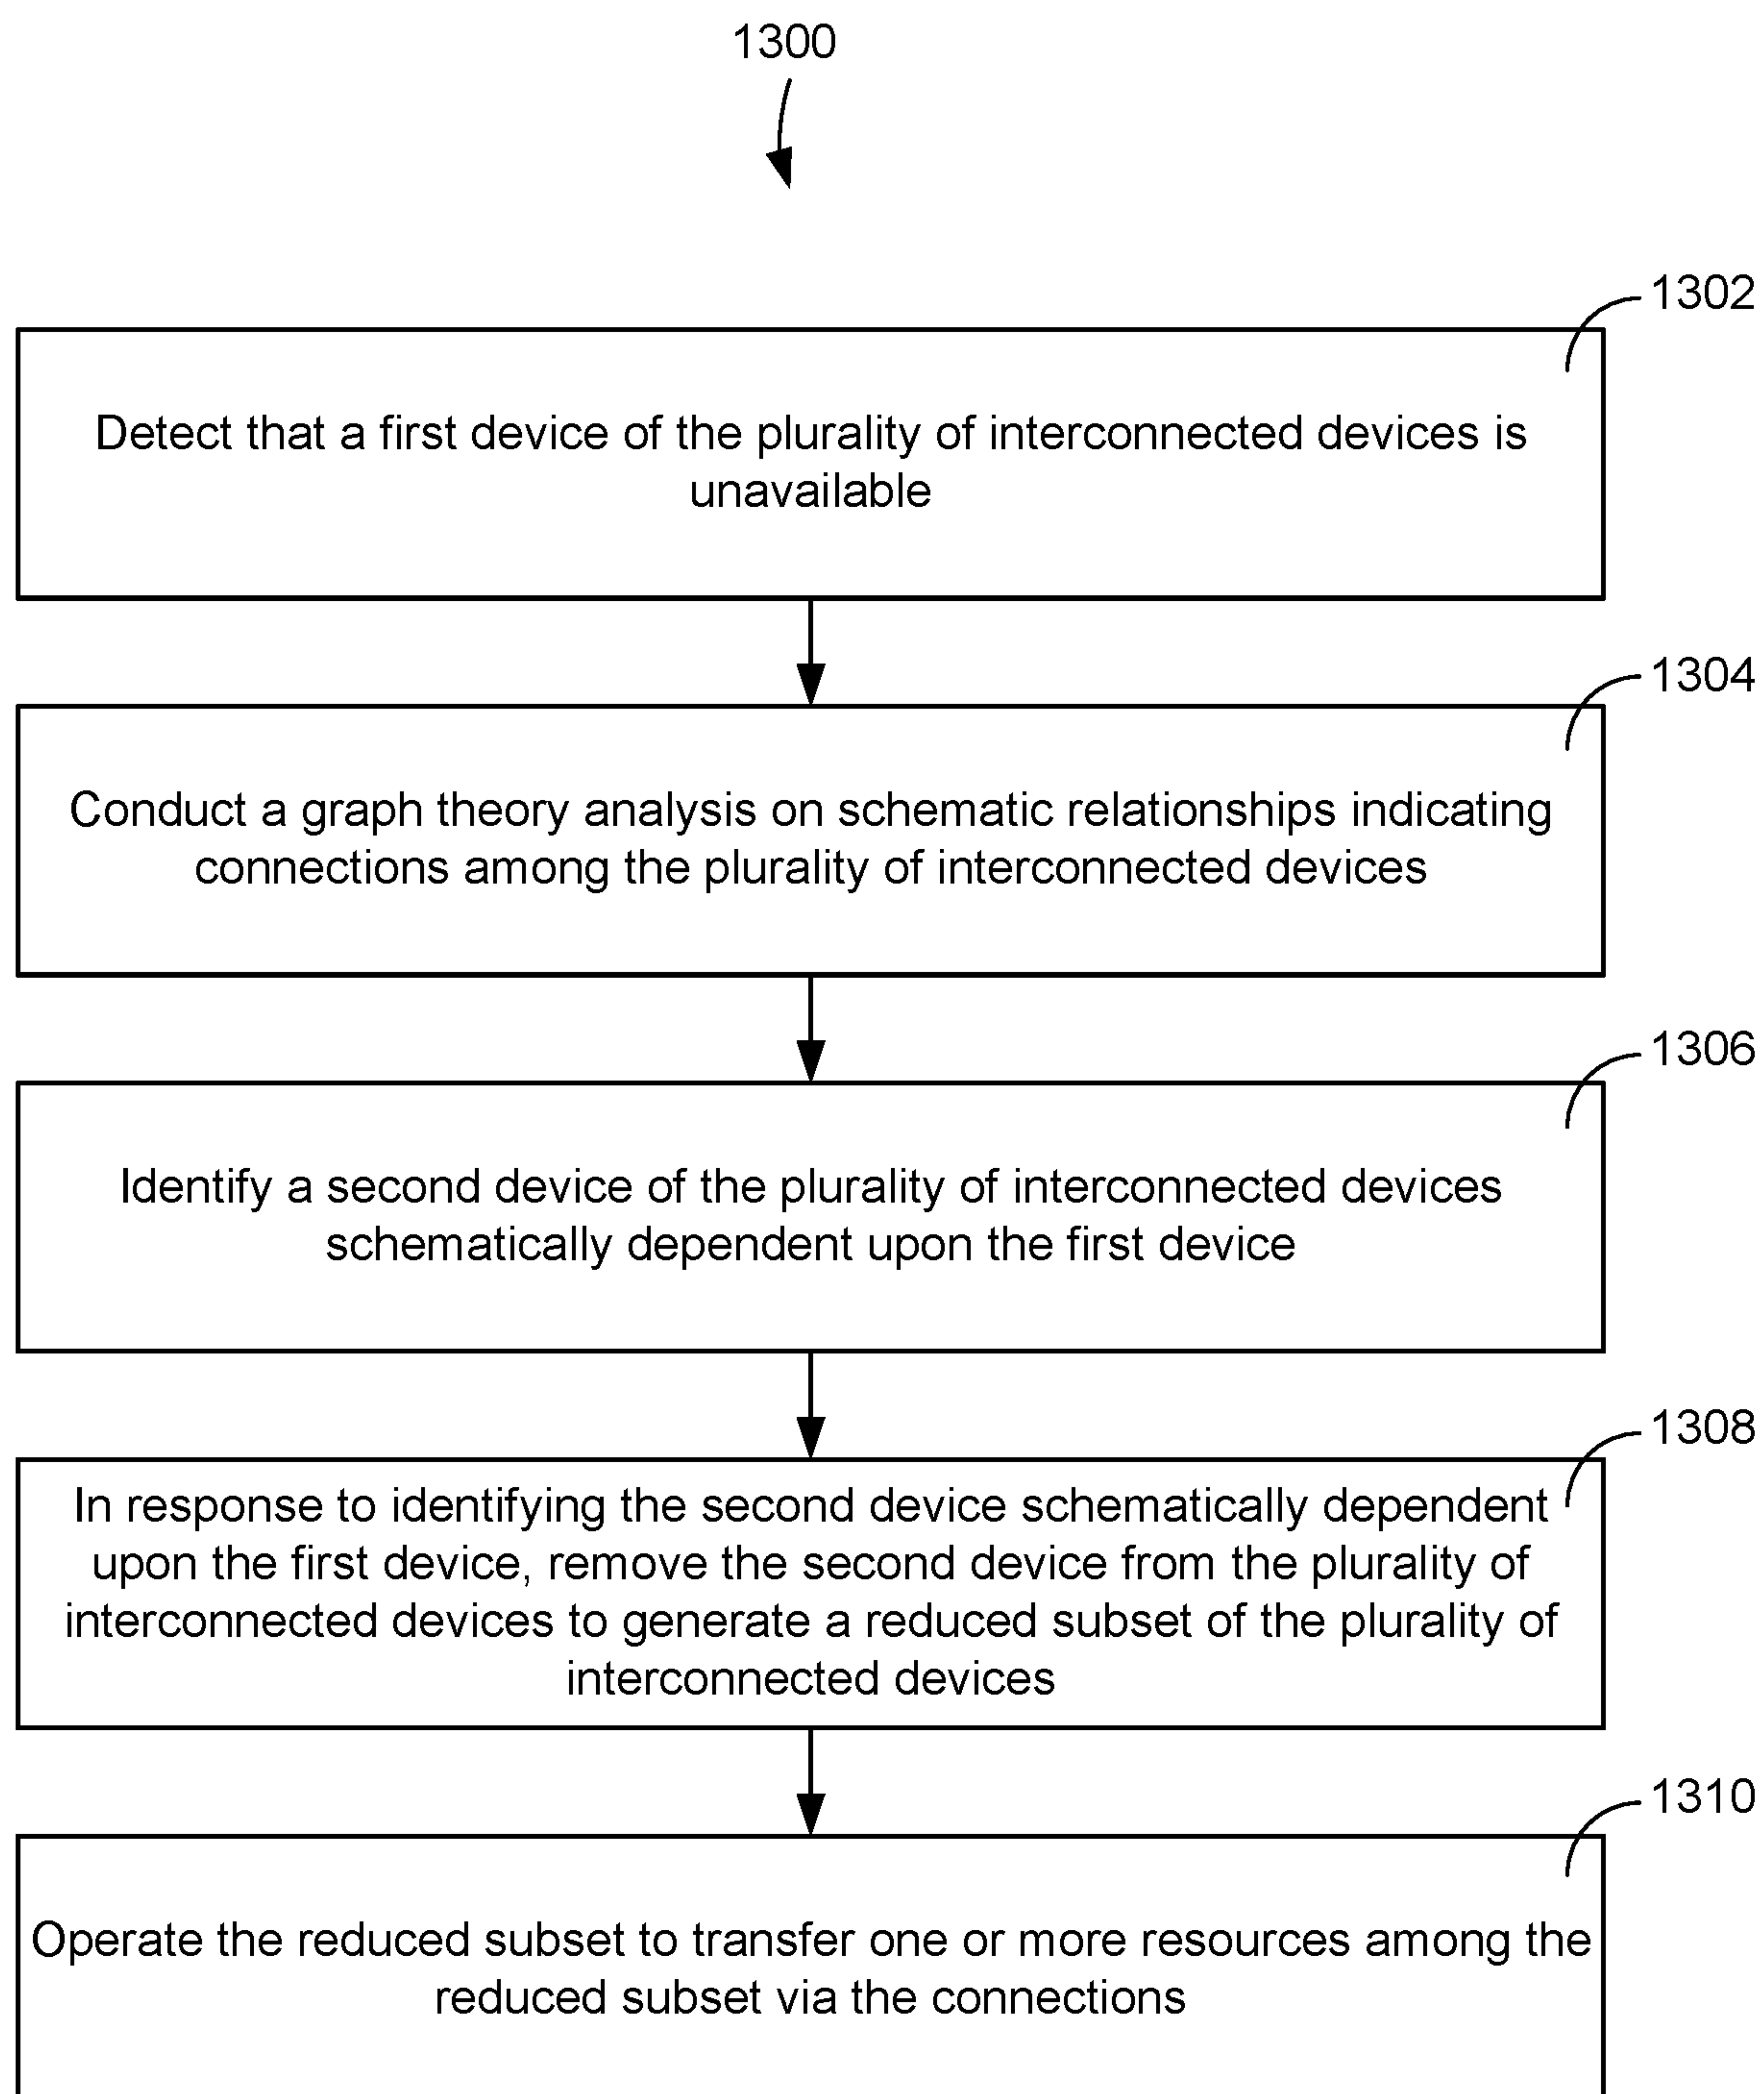 1300
1302
Detect that a first device of the plurality of interconnected devices is
unavailable
1304
Conduct a graph theory analysis on schematic relationships indicating
connections among the plurality of interconnected devices
1306
Identify a second device of the plurality of interconnected devices
schematically dependent upon the first device
1308
In response to identifying the second device schematically dependent
upon the first device, remove the second device from the plurality of
interconnected devices to generate a reduced subset of the plurality of
interconnected devices
1310
Operate the reduced subset to transfer one or more resources among the
reduced subset via the connections